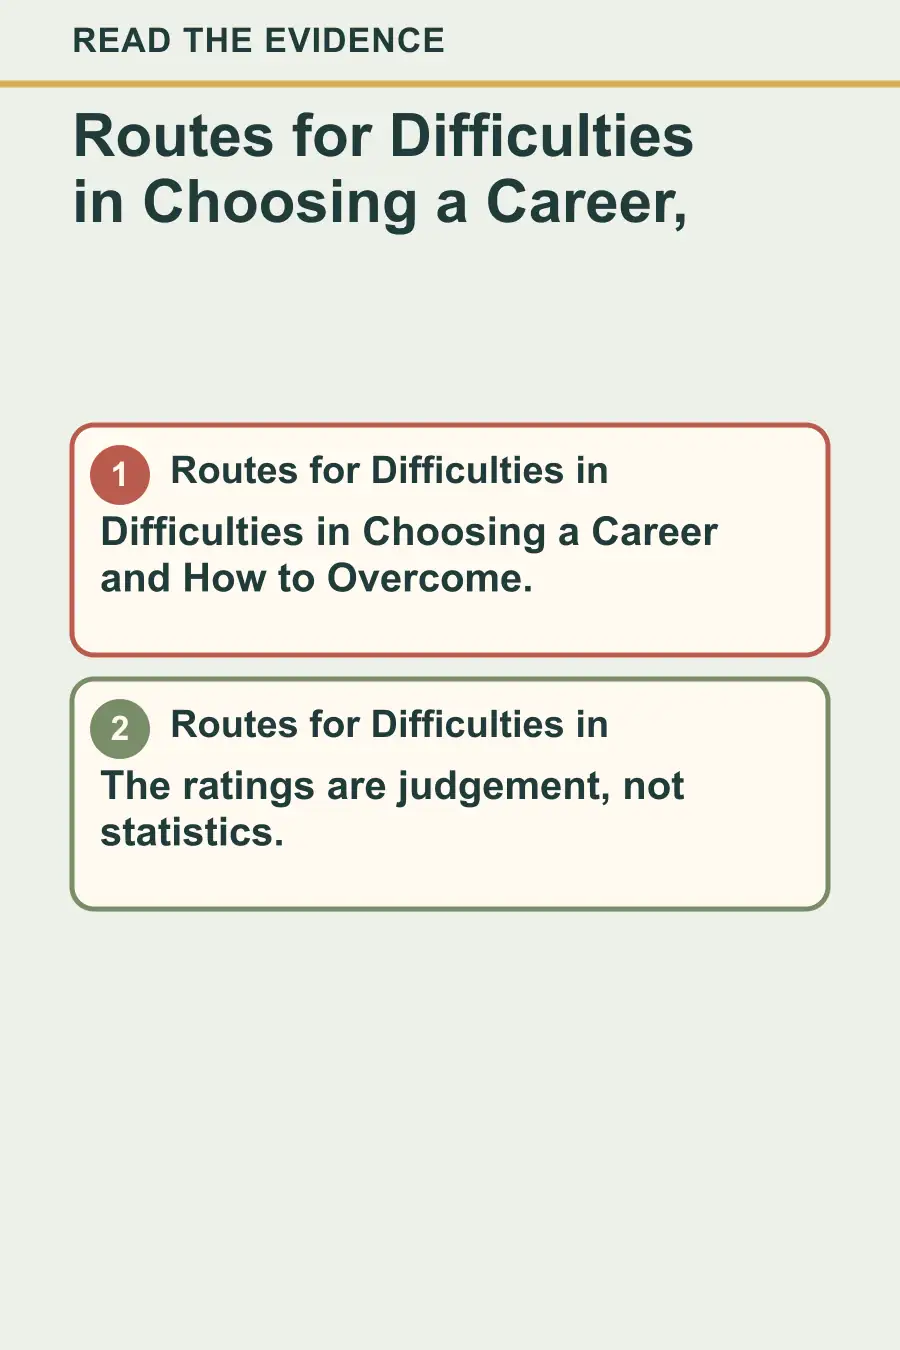 READ THE EVIDENCE
Routes for Difficulties
in Choosing a Career,
1 Routes for Difficulties in
Difficulties in Choosing a Career
and How to Overcome.
2 Routes for Difficulties in
The ratings are judgement, not
statistics.